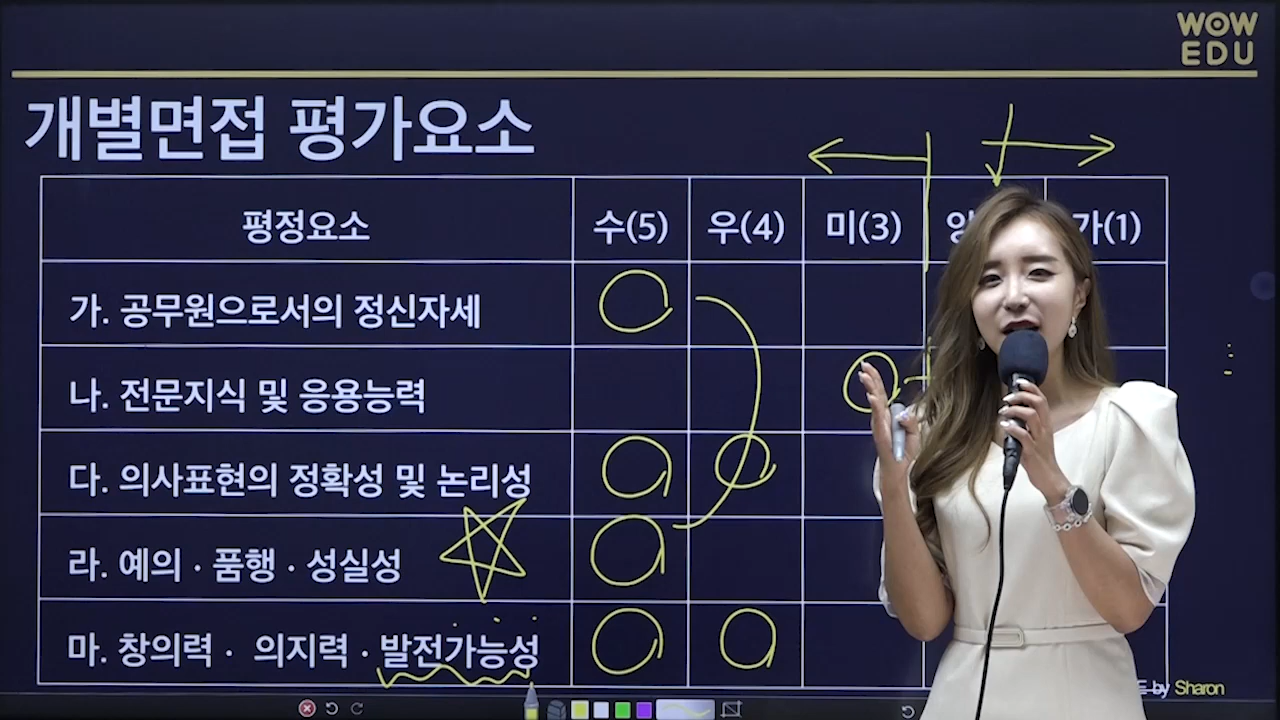 WOW
EDU
개별면접 평가요소
평정요소 수(5) 우(4) 미(3) 가(1)
가. 공무원으로서의 정신자세
나. 전문지식 및 응용능력
다. 의사표현의 정확성 및 논리성
라. 예의 · 품행 · 성실성
마. 창의력 · 의지력 · 발전가능성
by Sharon